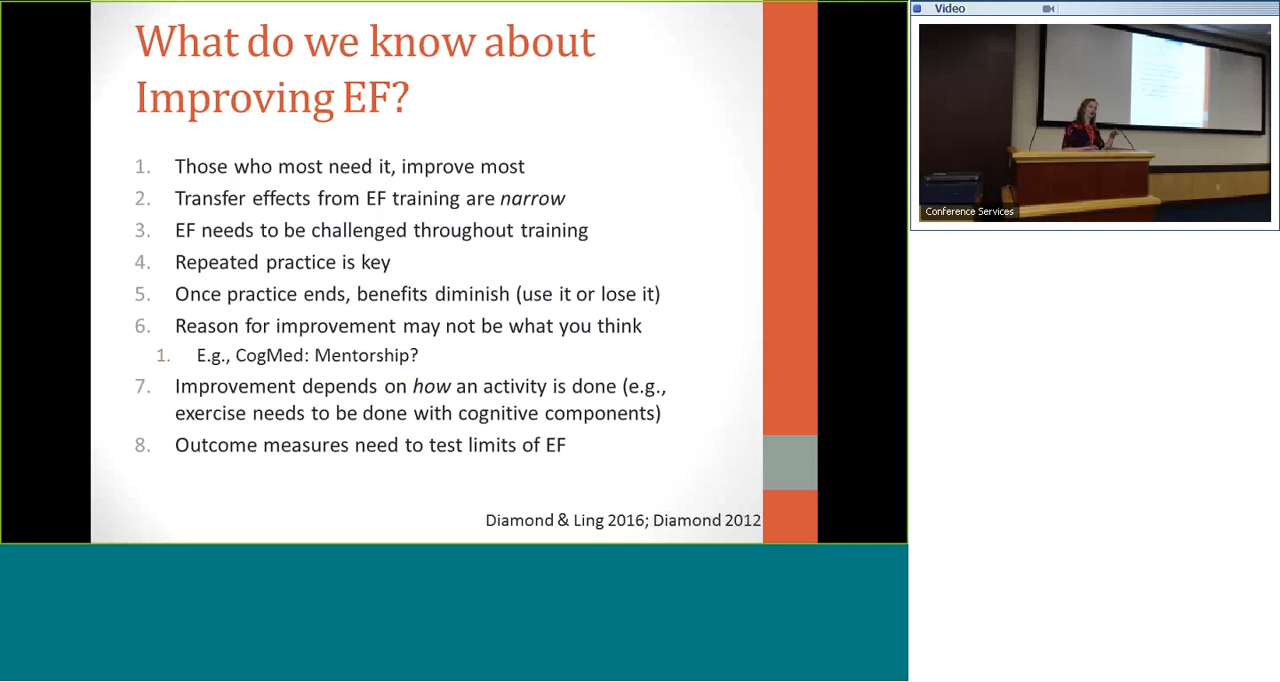 What do we know about
Improving EF?
1. Those who most need it, improve most
2. Transfer effects from EF training are narrow
3. EF needs to be challenged throughout training
4. Repeated practice is key
5. Once practice ends, benefits diminish (use it or lose it)
6. Reason for improvement may not be what you think
1. E.g., CogMed: Mentorship?
7. Improvement depends on how an activity is done (e.g.,
exercise needs to be done with cognitive components)
8. Outcome measures need to test limits of EF
Diamond & Ling 2016; Diamond 2012
Video
Conference Services